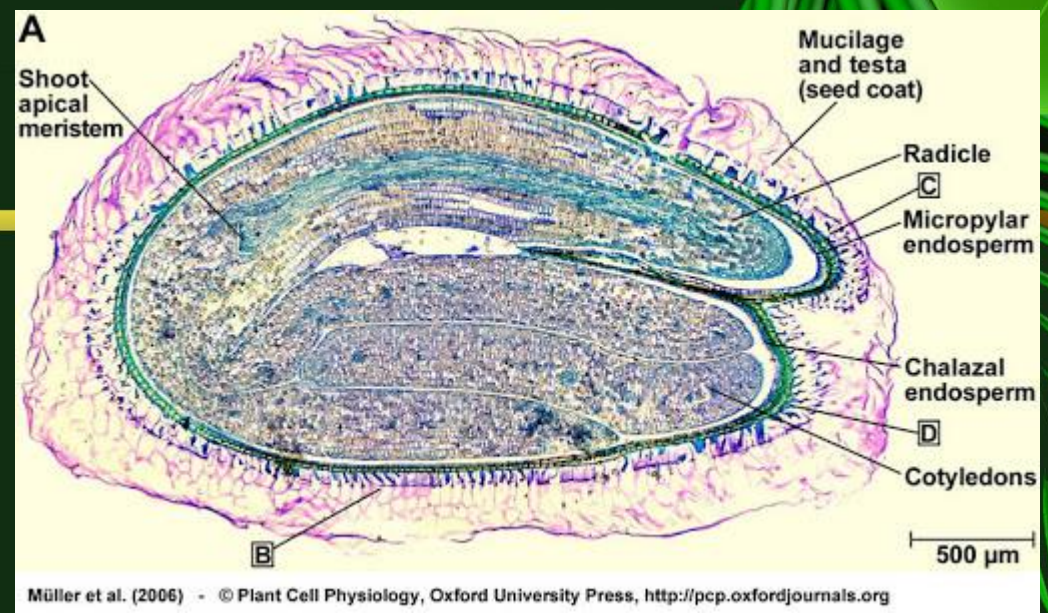 A
Shoot
apical
meristem
Mucilage
and testa
(seed coat)
Radicle
C
Micropylar
endosperm
Chalazal
endosperm
D
Cotyledons
B
500 µm
Müller et al. (2006) - © Plant Cell Physiology, Oxford University Press, http://pcp.oxfordjournals.org